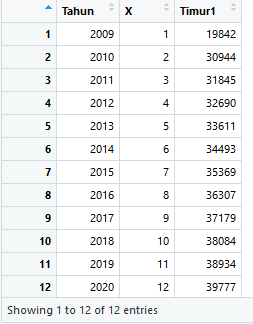 Tahun X Timur1
1 2009 1 19842
2 2010 2 30944
3 2011 3 31845
4 2012 4 32690
5 2013 5 33611
6 2014 6 34493
7 2015 7 35369
8 2016 8 36307
9 2017 9 37179
10 2018 10 38084
11 2019 11 38934
12 2020 12 39777
Showing 1 to 12 of 12 entries